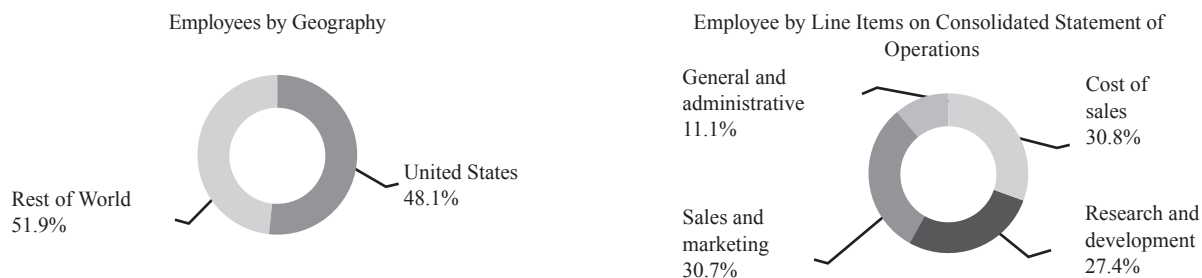 Employees by Geography
Rest of World
51.9%
United States
48.1%
Employee by Line Items on Consolidated Statement of
Operations
General and
administrative
11.1%
Cost of
sales
30.8%
Sales and
marketing
30.7%
Research and
development
27.4%